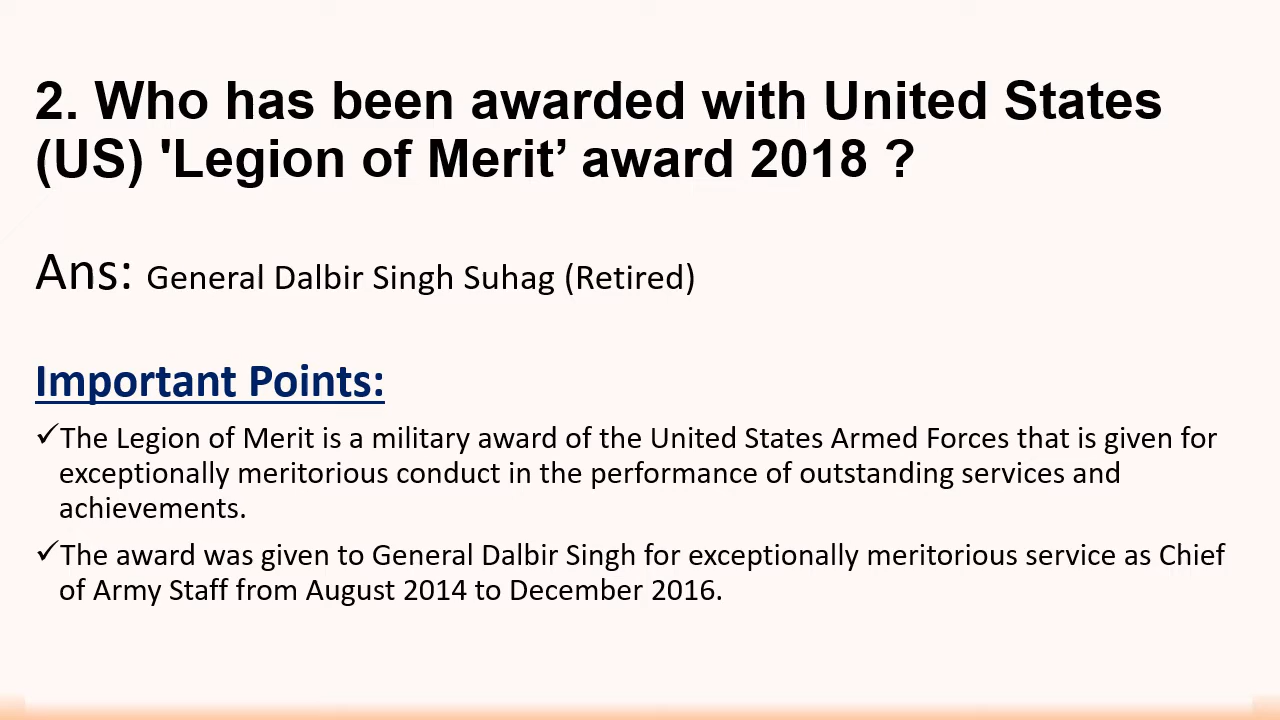 2. Who has been awarded with United States
(US) 'Legion of Merit’ award 2018 ?
Ans: General Dalbir Singh Suhag (Retired)
Important Points:
✓The Legion of Merit is a military award of the United States Armed Forces that is given for
exceptionally meritorious conduct in the performance of outstanding services and
achievements.
✓The award was given to General Dalbir Singh for exceptionally meritorious service as Chief
of Army Staff from August 2014 to December 2016.